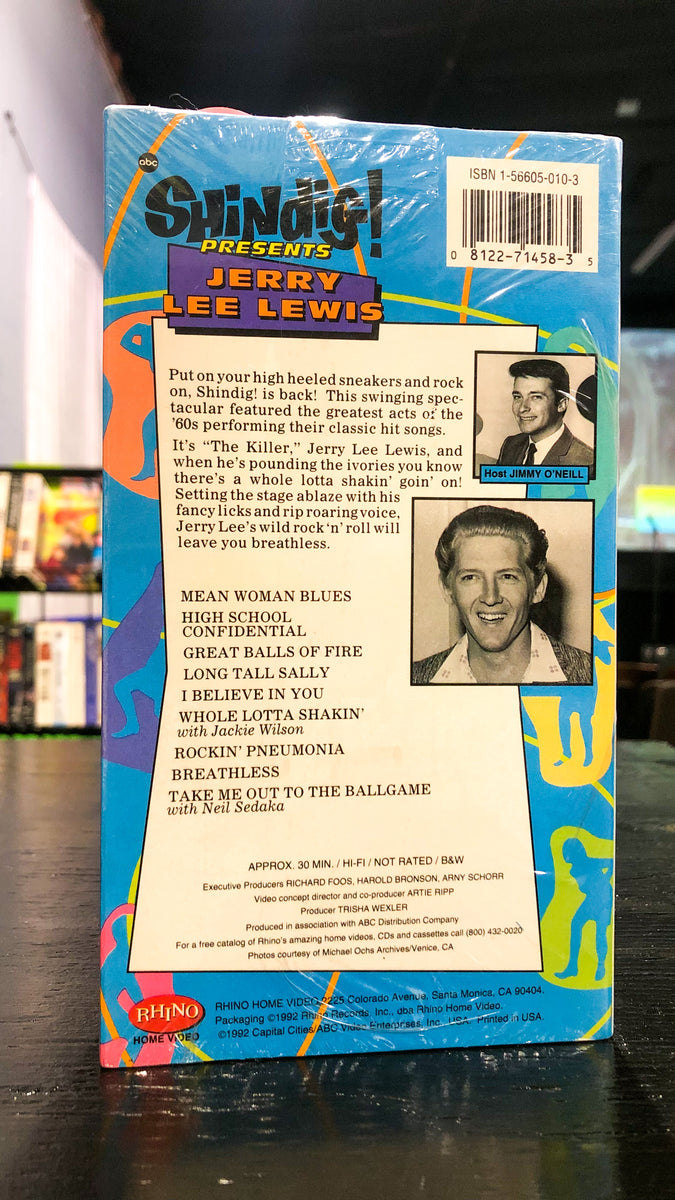 abc
SHiNdig!
PRESENTS
JERRY
LEE LEWIS
ISBN 1-56605-010-3
0 8122-71458-3 5
Put on your high heeled sneakers and rock
on, Shindig! is back! This swinging spec-
tacular featured the greatest acts of the
'60s performing their classic hit songs.
It's "The Killer," Jerry Lee Lewis, and
when he's pounding the ivories you know
there's a whole lotta shakin' goin' on!
Setting the stage ablaze with his
fancy licks and rip roaring voice,
Jerry Lee's wild rock 'n' roll will
leave you breathless.
Host JIMMY O'NEILL
MEAN WOMAN BLUES
HIGH SCHOOL
CONFIDENTIAL
GREAT BALLS OF FIRE
LONG TALL SALLY
I BELIEVE IN YOU
WHOLE LOTTA SHAKIN'
with Jackie Wilson
ROCKIN' PNEUMONIA
BREATHLESS
TAKE ME OUT TO THE BALLGAME
with Neil Sedaka
APPROX. 30 MIN. / HI-FI / NOT RATED / B&W
Executive Producers RICHARD FOOS, HAROLD BRONSON, ARNY SCHORR
Video concept director and co-producer ARTIE RIPP
Producer TRISHA WEXLER
Produced in association with ABC Distribution Company
For a free catalog of Rhino's amazing home videos, CDs and cassettes call (800) 432-0020
Photos courtesy of Michael Ochs Archives/Venice, CA
RHINO
HOME VIDEO
RHINO HOME VIDEO 2225 Colorado Avenue, Santa Monica, CA 90404.
Packaging ©1992 Rhino Records, Inc., dba Rhino Home Video.
©1992 Capital Cities/ABC Video Enterprises, Inc., USA. Printed in USA.